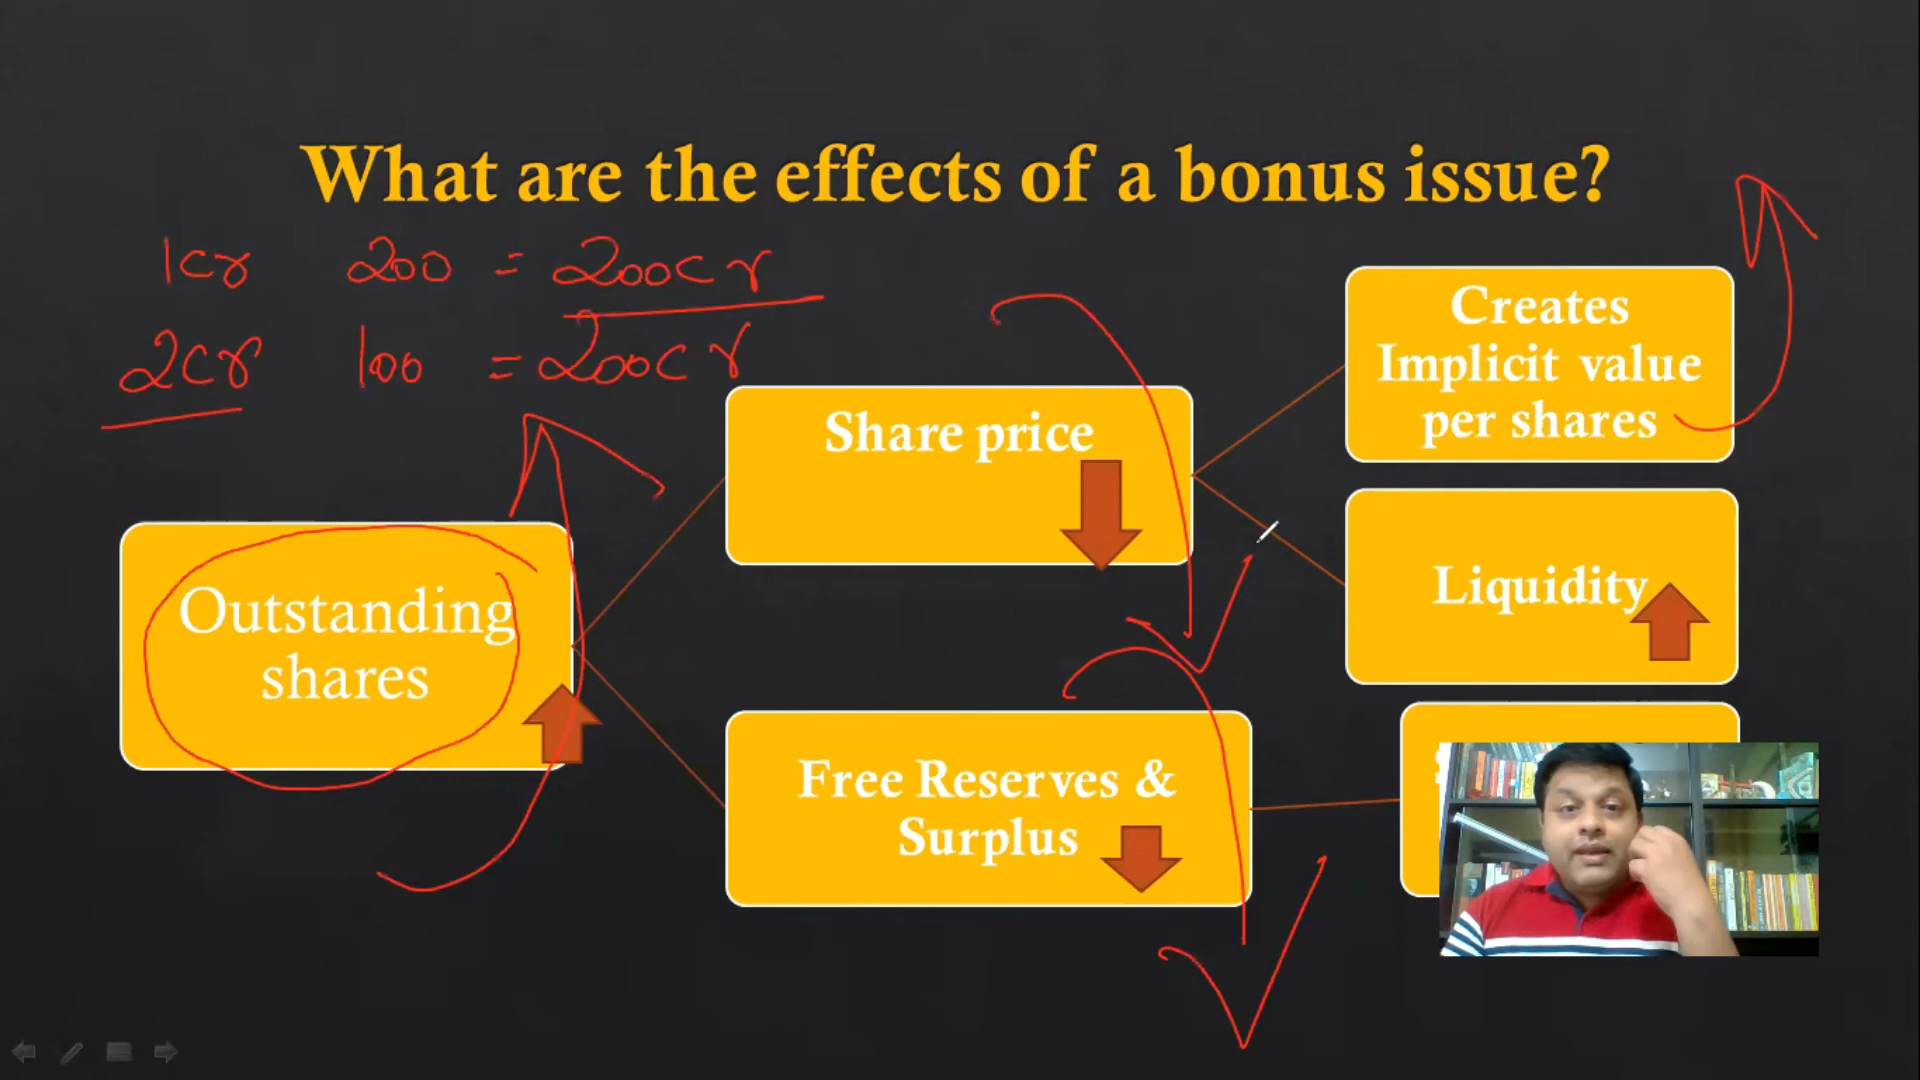 What are the effects of a bonus issue?
1cr 200 = 200cr
2cr 100 = 200cr
Creates
Implicit value
per shares
Share price
Outstanding
shares
Liquidity
Free Reserves &
Surplus